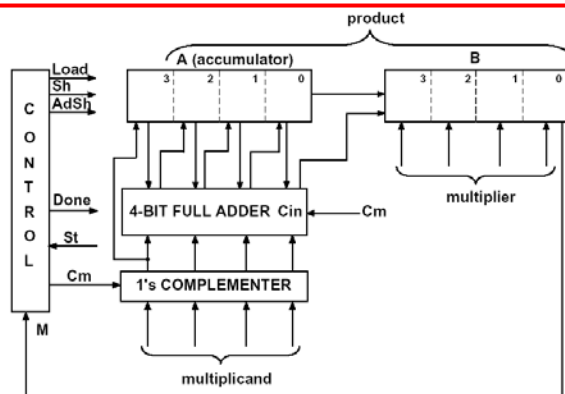 product
A (accumulator)
B
3 2 1 0
3 2 1 0
Load
Sh
AdSh
CONTROL
Done
St
Cm
M
4-BIT FULL ADDER Cin
Cm
multiplier
1's COMPLEMENTER
multiplicand